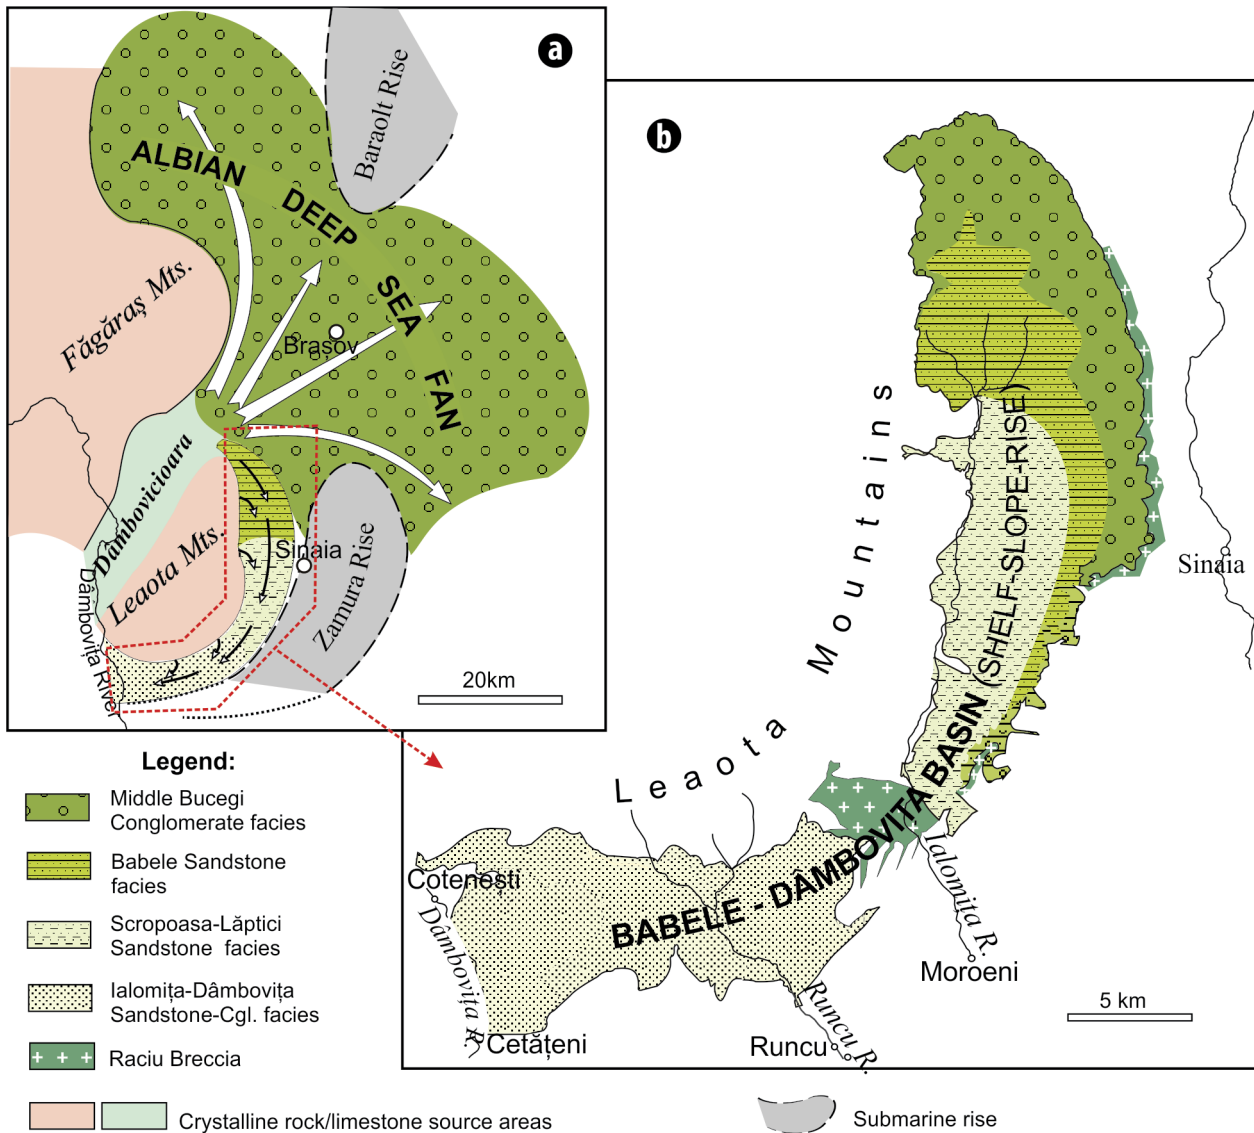 a
Baraolt Rise
ALBIAN DEEP SEA FAN
Făgăraș Mts.
Brașov
Dâmbovicioara
Leaota Mts.
Sinaia
Zamura Rise
Dâmbovița River
20km
b
Leaota Mountains
BABELE - DÂMBOVIȚA BASIN (SHELF-SLOPE-RISE)
Sinaia
Cotenești
Dâmbovița R.
Cetățeni
Runcu
Runcu R.
Ialomița R.
Moroeni
5 km
Legend:
Middle Bucegi
Conglomerate facies
Babele Sandstone
facies
Scropoasa-Lăptici
Sandstone facies
Ialomița-Dâmbovița
Sandstone-Cgl. facies
Raciu Breccia
Crystalline rock/limestone source areas
Submarine rise